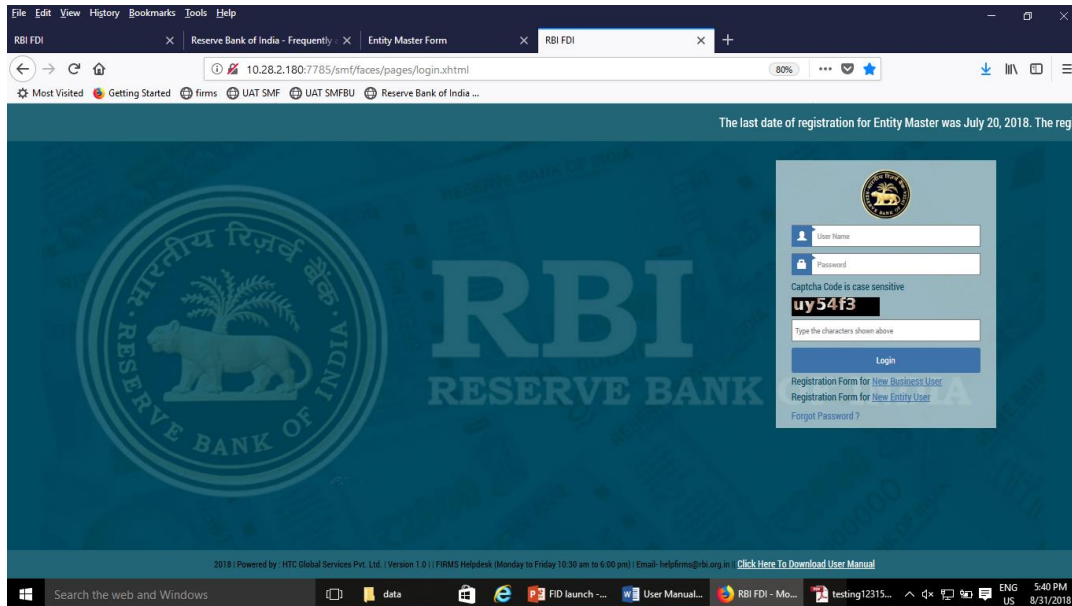 File Edit View History Bookmarks Tools Help
RBI FDI
Reserve Bank of India - Frequently
Entity Master Form
RBI FDI
10.28.2.180:7785/smf/faces/pages/login.xhtml
80%
Most Visited Getting Started firms UAT SMF UAT SMFBU Reserve Bank of India ...
The last date of registration for Entity Master was July 20, 2018. The reg
भारतीय रिज़र्व बैंक
RESERVE BANK OF INDIA
RBI
RESERVE BANK OF INDIA
User Name
Password
Captcha Code is case sensitive
uy54f3
Type the characters shown above
Login
Registration Form for New Business User
Registration Form for New Entity User
Forgot Password ?
2018 | Powered by : HTC Global Services Pvt. Ltd. | Version 1.0 | | FIRMS Helpdesk (Monday to Friday 10:30 am to 6:00 pm) | Email- helpfirms@rbi.org.in | Click Here To Download User Manual
Search the web and Windows
data
FID launch -...
User Manual...
RBI FDI - Mo...
testing12315...
ENG
US
5:40 PM
8/31/2018